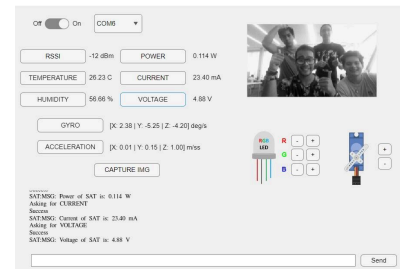 Off On COM6
RSSI -12 dBm POWER 0.114 W
TEMPERATURE 26.23 C CURRENT 23.40 mA
HUMIDITY 56.66 % VOLTAGE 4.88 V
GYRO [X: 2.38 | Y: -5.25 | Z: -4.20] deg/s
ACCELERATION [X: 0.01 | Y: 0.15 | Z: 1.00] m/ss
CAPTURE IMG
RGB
LED
R - +
G - +
B - +
+
-
SAT:MSG: Power of SAT is: 0.114 W
Asking for CURRENT
Success
SAT:MSG: Current of SAT is: 23.40 mA
Asking for VOLTAGE
Success
SAT:MSG: Voltage of SAT is: 4.88 V
Send